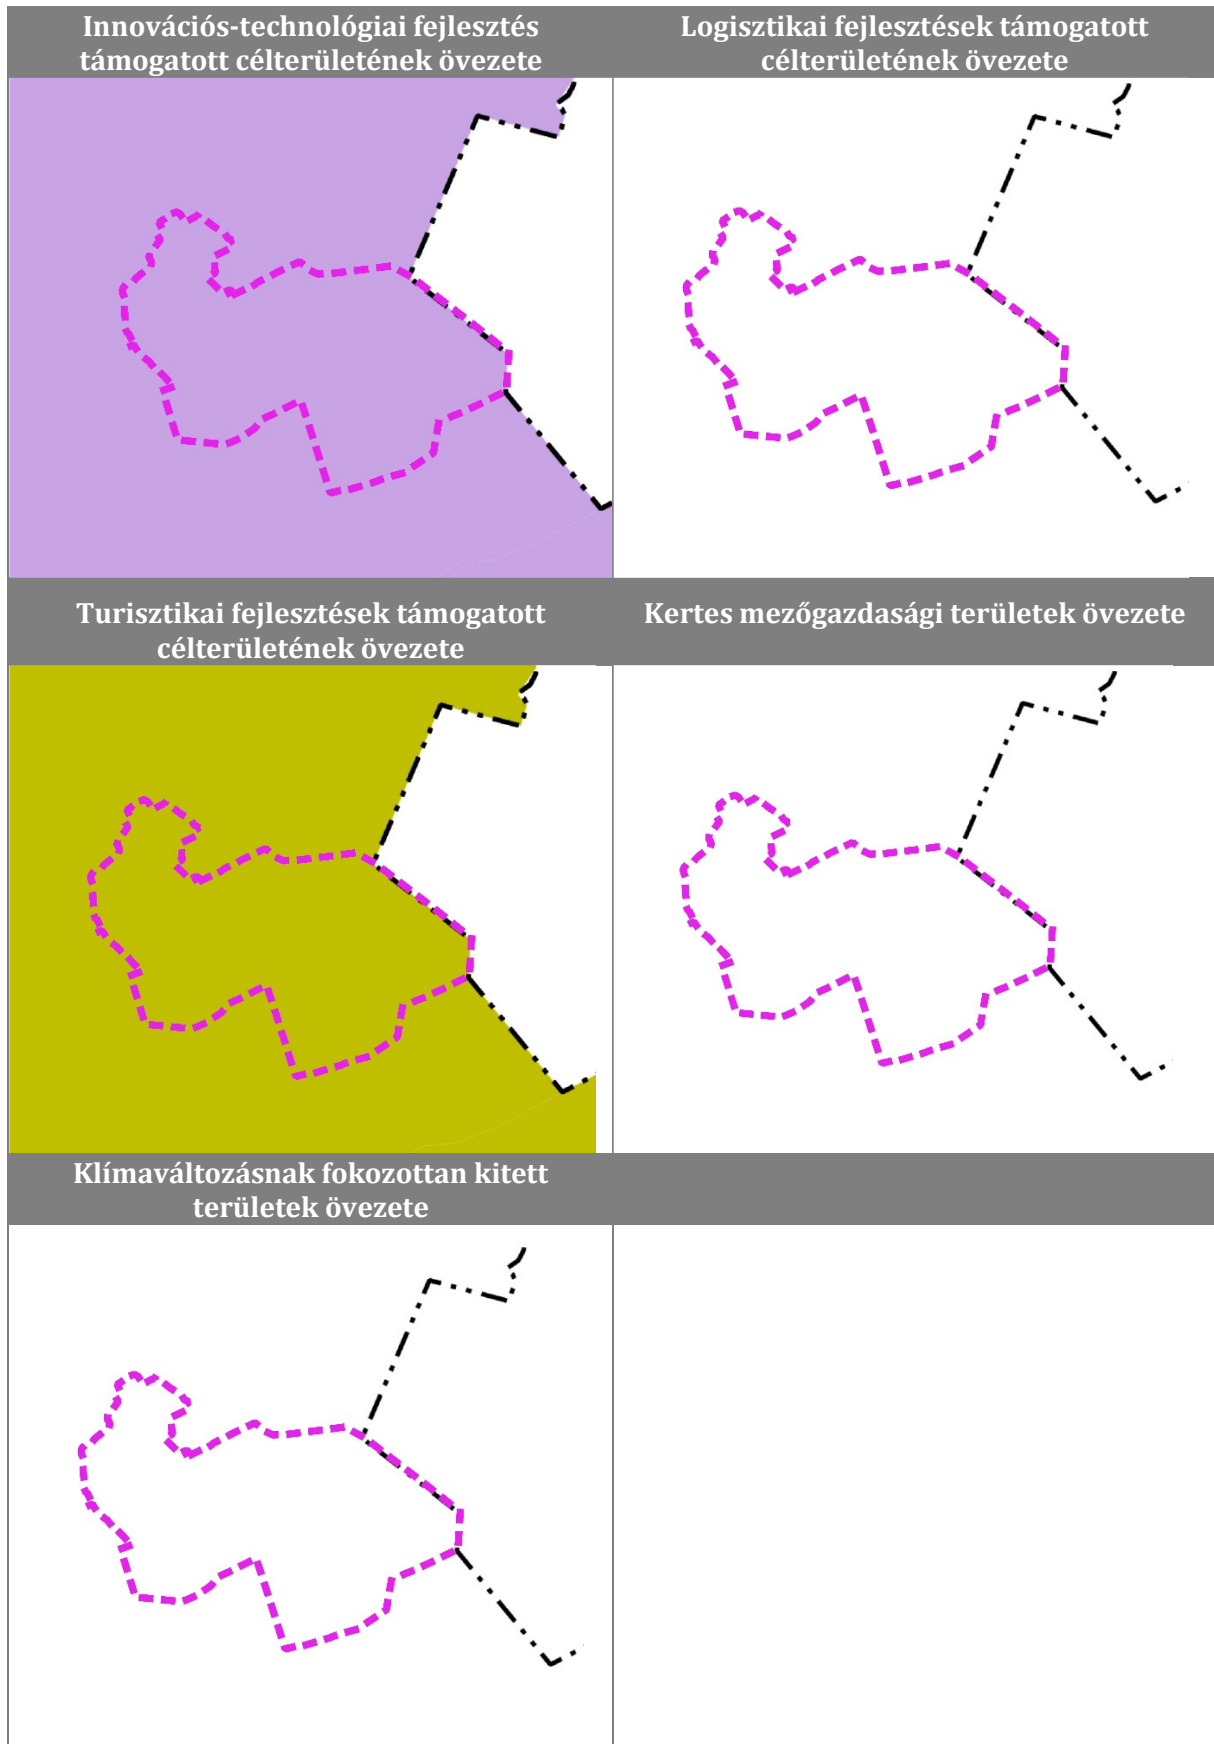 Innovációs-technológiai fejlesztés
támogatott célterületének övezete
Logisztikai fejlesztések támogatott
célterületének övezete
Turisztikai fejlesztések támogatott
célterületének övezete
Kertes mezőgazdasági területek övezete
Klímaváltozásnak fokozottan kitett
területek övezete